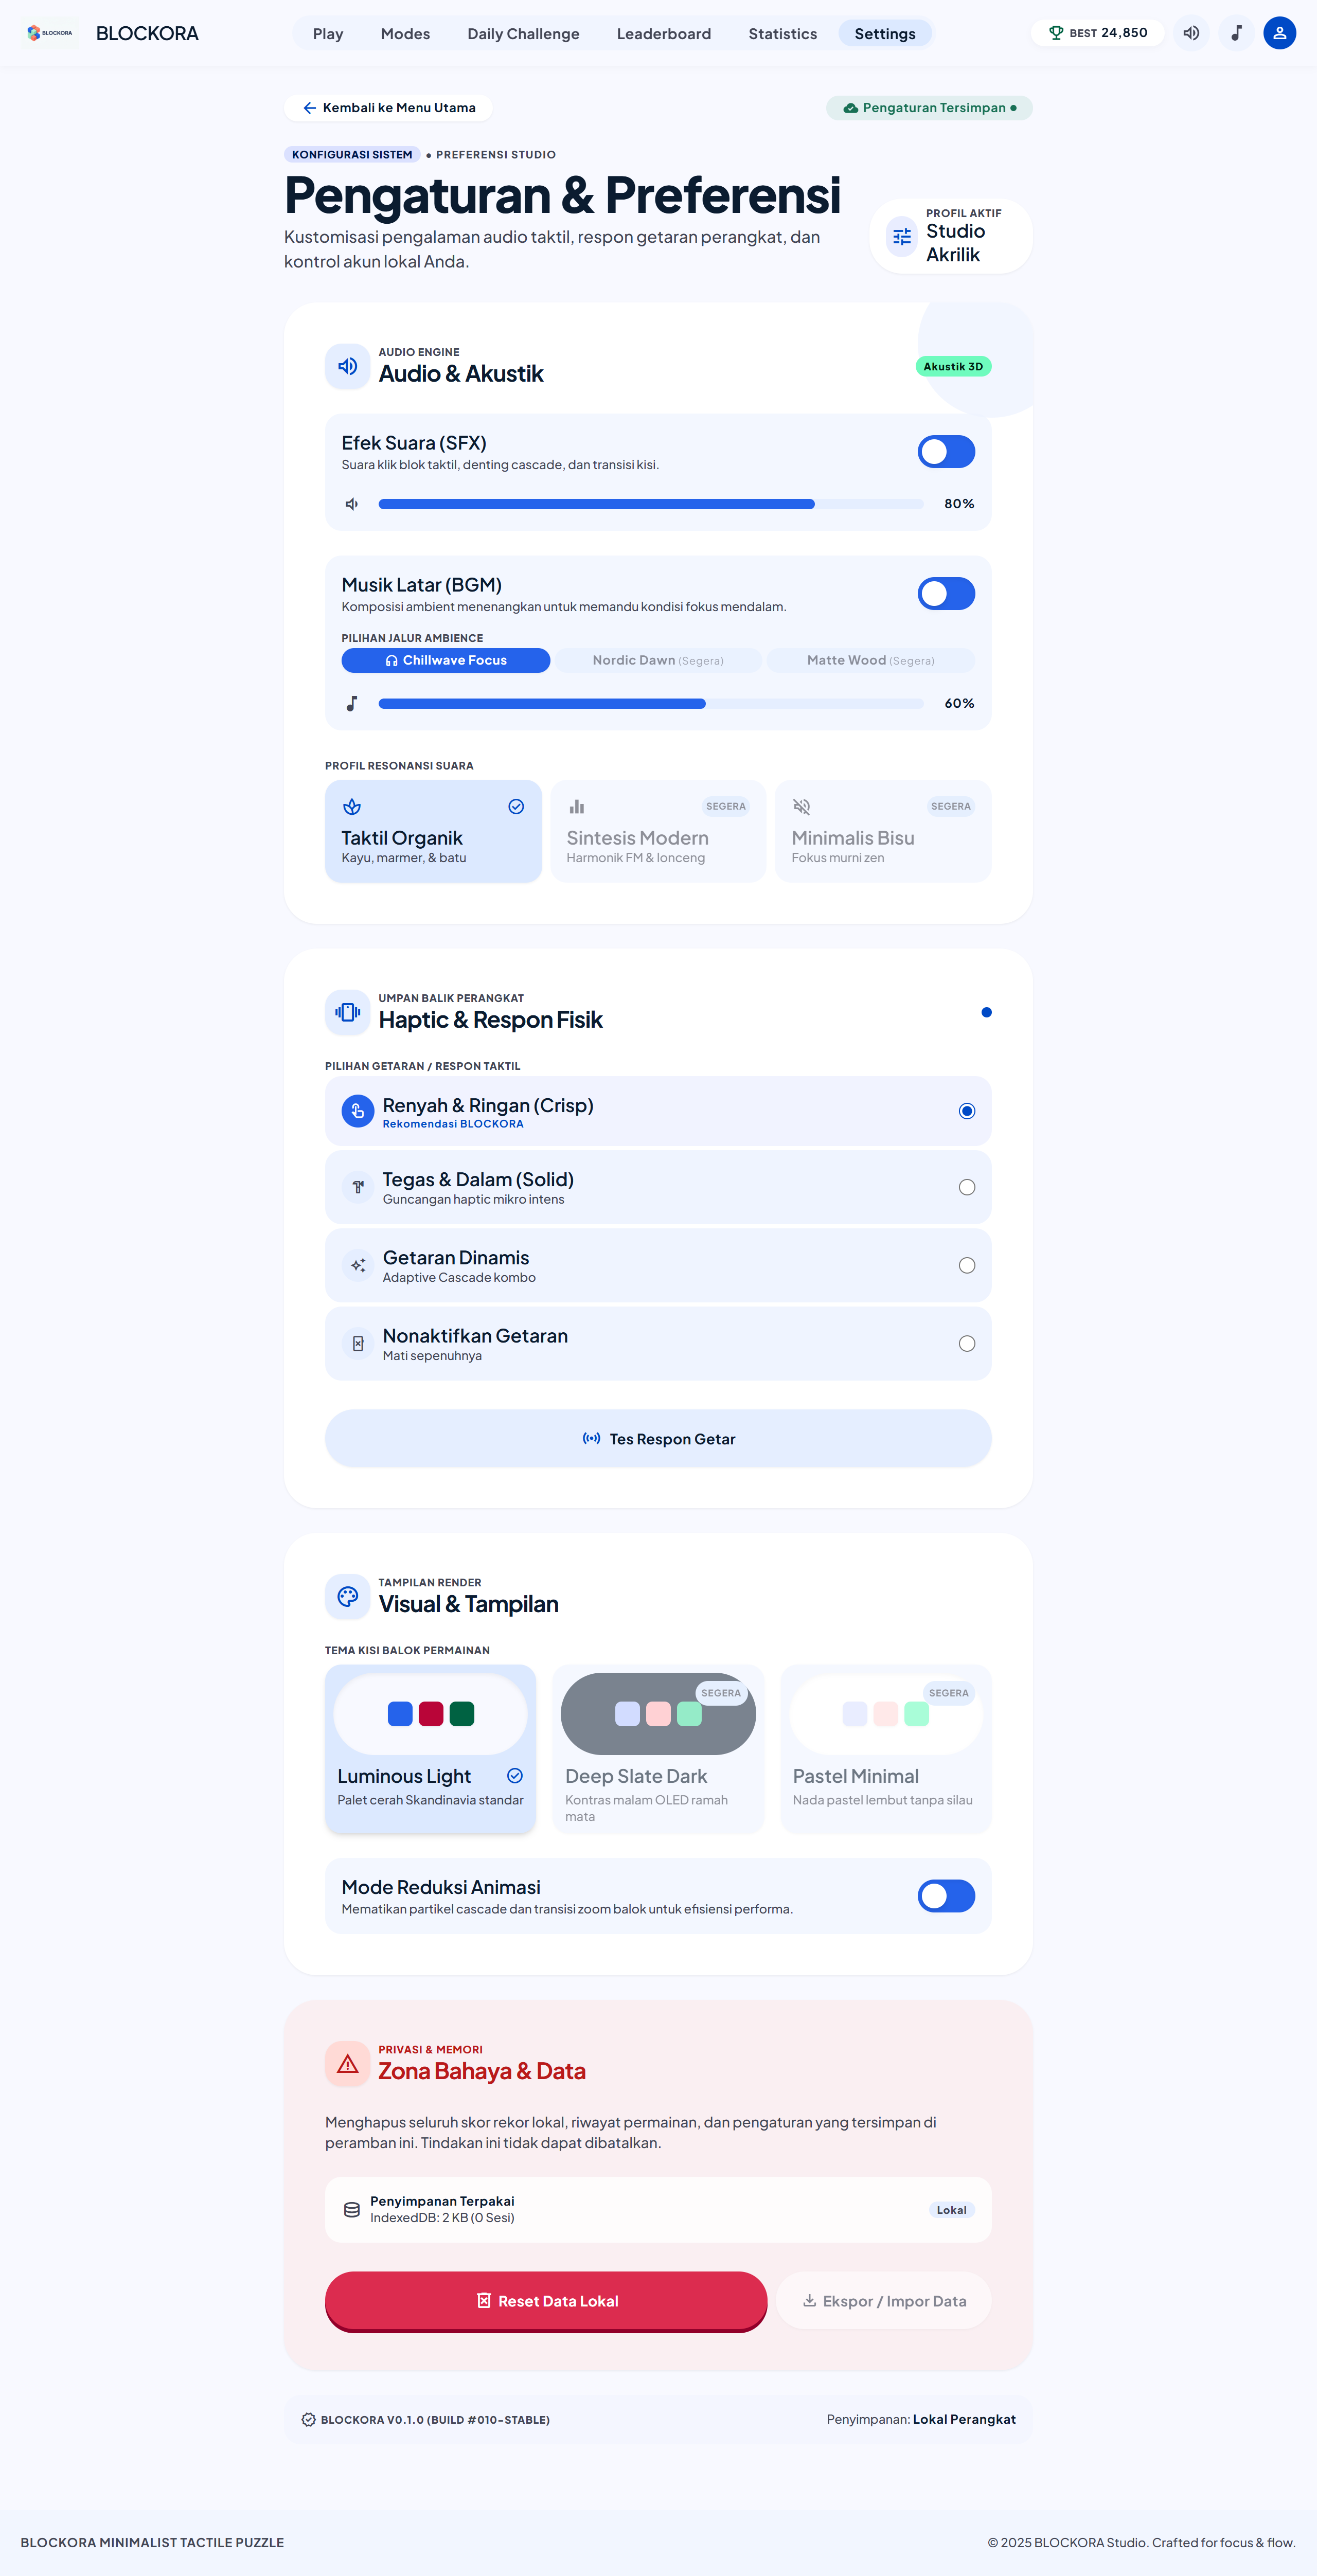 BLOCKORA
BLOCKORA
Play
Modes
Daily Challenge
Leaderboard
Statistics
Settings
BEST 24,850
Kembali ke Menu Utama
Pengaturan Tersimpan
KONFIGURASI SISTEM
• PREFERENSI STUDIO
Pengaturan & Preferensi
Kustomisasi pengalaman audio taktil, respon getaran perangkat, dan
kontrol akun lokal Anda.
PROFIL AKTIF
Studio
Akrilik
AUDIO ENGINE
Audio & Akustik
Akustik 3D
Efek Suara (SFX)
Suara klik blok taktil, denting cascade, dan transisi kisi.
80%
Musik Latar (BGM)
Komposisi ambient menenangkan untuk memandu kondisi fokus mendalam.
PILIHAN JALUR AMBIENCE
Chillwave Focus
Nordic Dawn (Segera)
Matte Wood (Segera)
60%
PROFIL RESONANSI SUARA
Taktil Organik
Kayu, marmer, & batu
SEGERA
Sintesis Modern
Harmonik FM & lonceng
SEGERA
Minimalis Bisu
Fokus murni zen
UMPAN BALIK PERANGKAT
Haptic & Respon Fisik
PILIHAN GETARAN / RESPON TAKTIL
Renyah & Ringan (Crisp)
Rekomendasi BLOCKORA
Tegas & Dalam (Solid)
Guncangan haptic mikro intens
Getaran Dinamis
Adaptive Cascade kombo
Nonaktifkan Getaran
Mati sepenuhnya
Tes Respon Getar
TAMPILAN RENDER
Visual & Tampilan
TEMA KISI BALOK PERMAINAN
Luminous Light
Palet cerah Skandinavia standar
SEGERA
Deep Slate Dark
Kontras malam OLED ramah
mata
SEGERA
Pastel Minimal
Nada pastel lembut tanpa silau
Mode Reduksi Animasi
Mematikan partikel cascade dan transisi zoom balok untuk efisiensi performa.
PRIVASI & MEMORI
Zona Bahaya & Data
Menghapus seluruh skor rekor lokal, riwayat permainan, dan pengaturan yang tersimpan di
peramban ini. Tindakan ini tidak dapat dibatalkan.
Penyimpanan Terpakai
IndexedDB: 2 KB (0 Sesi)
Lokal
Reset Data Lokal
Ekspor / Impor Data
BLOCKORA V0.1.0 (BUILD #010-STABLE)
Penyimpanan: Lokal Perangkat
BLOCKORA MINIMALIST TACTILE PUZZLE
© 2025 BLOCKORA Studio. Crafted for focus & flow.